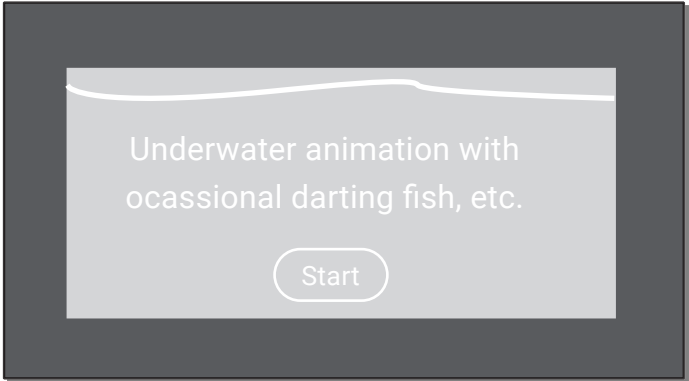 Underwater animation with
ocassional darting fish, etc.
Start